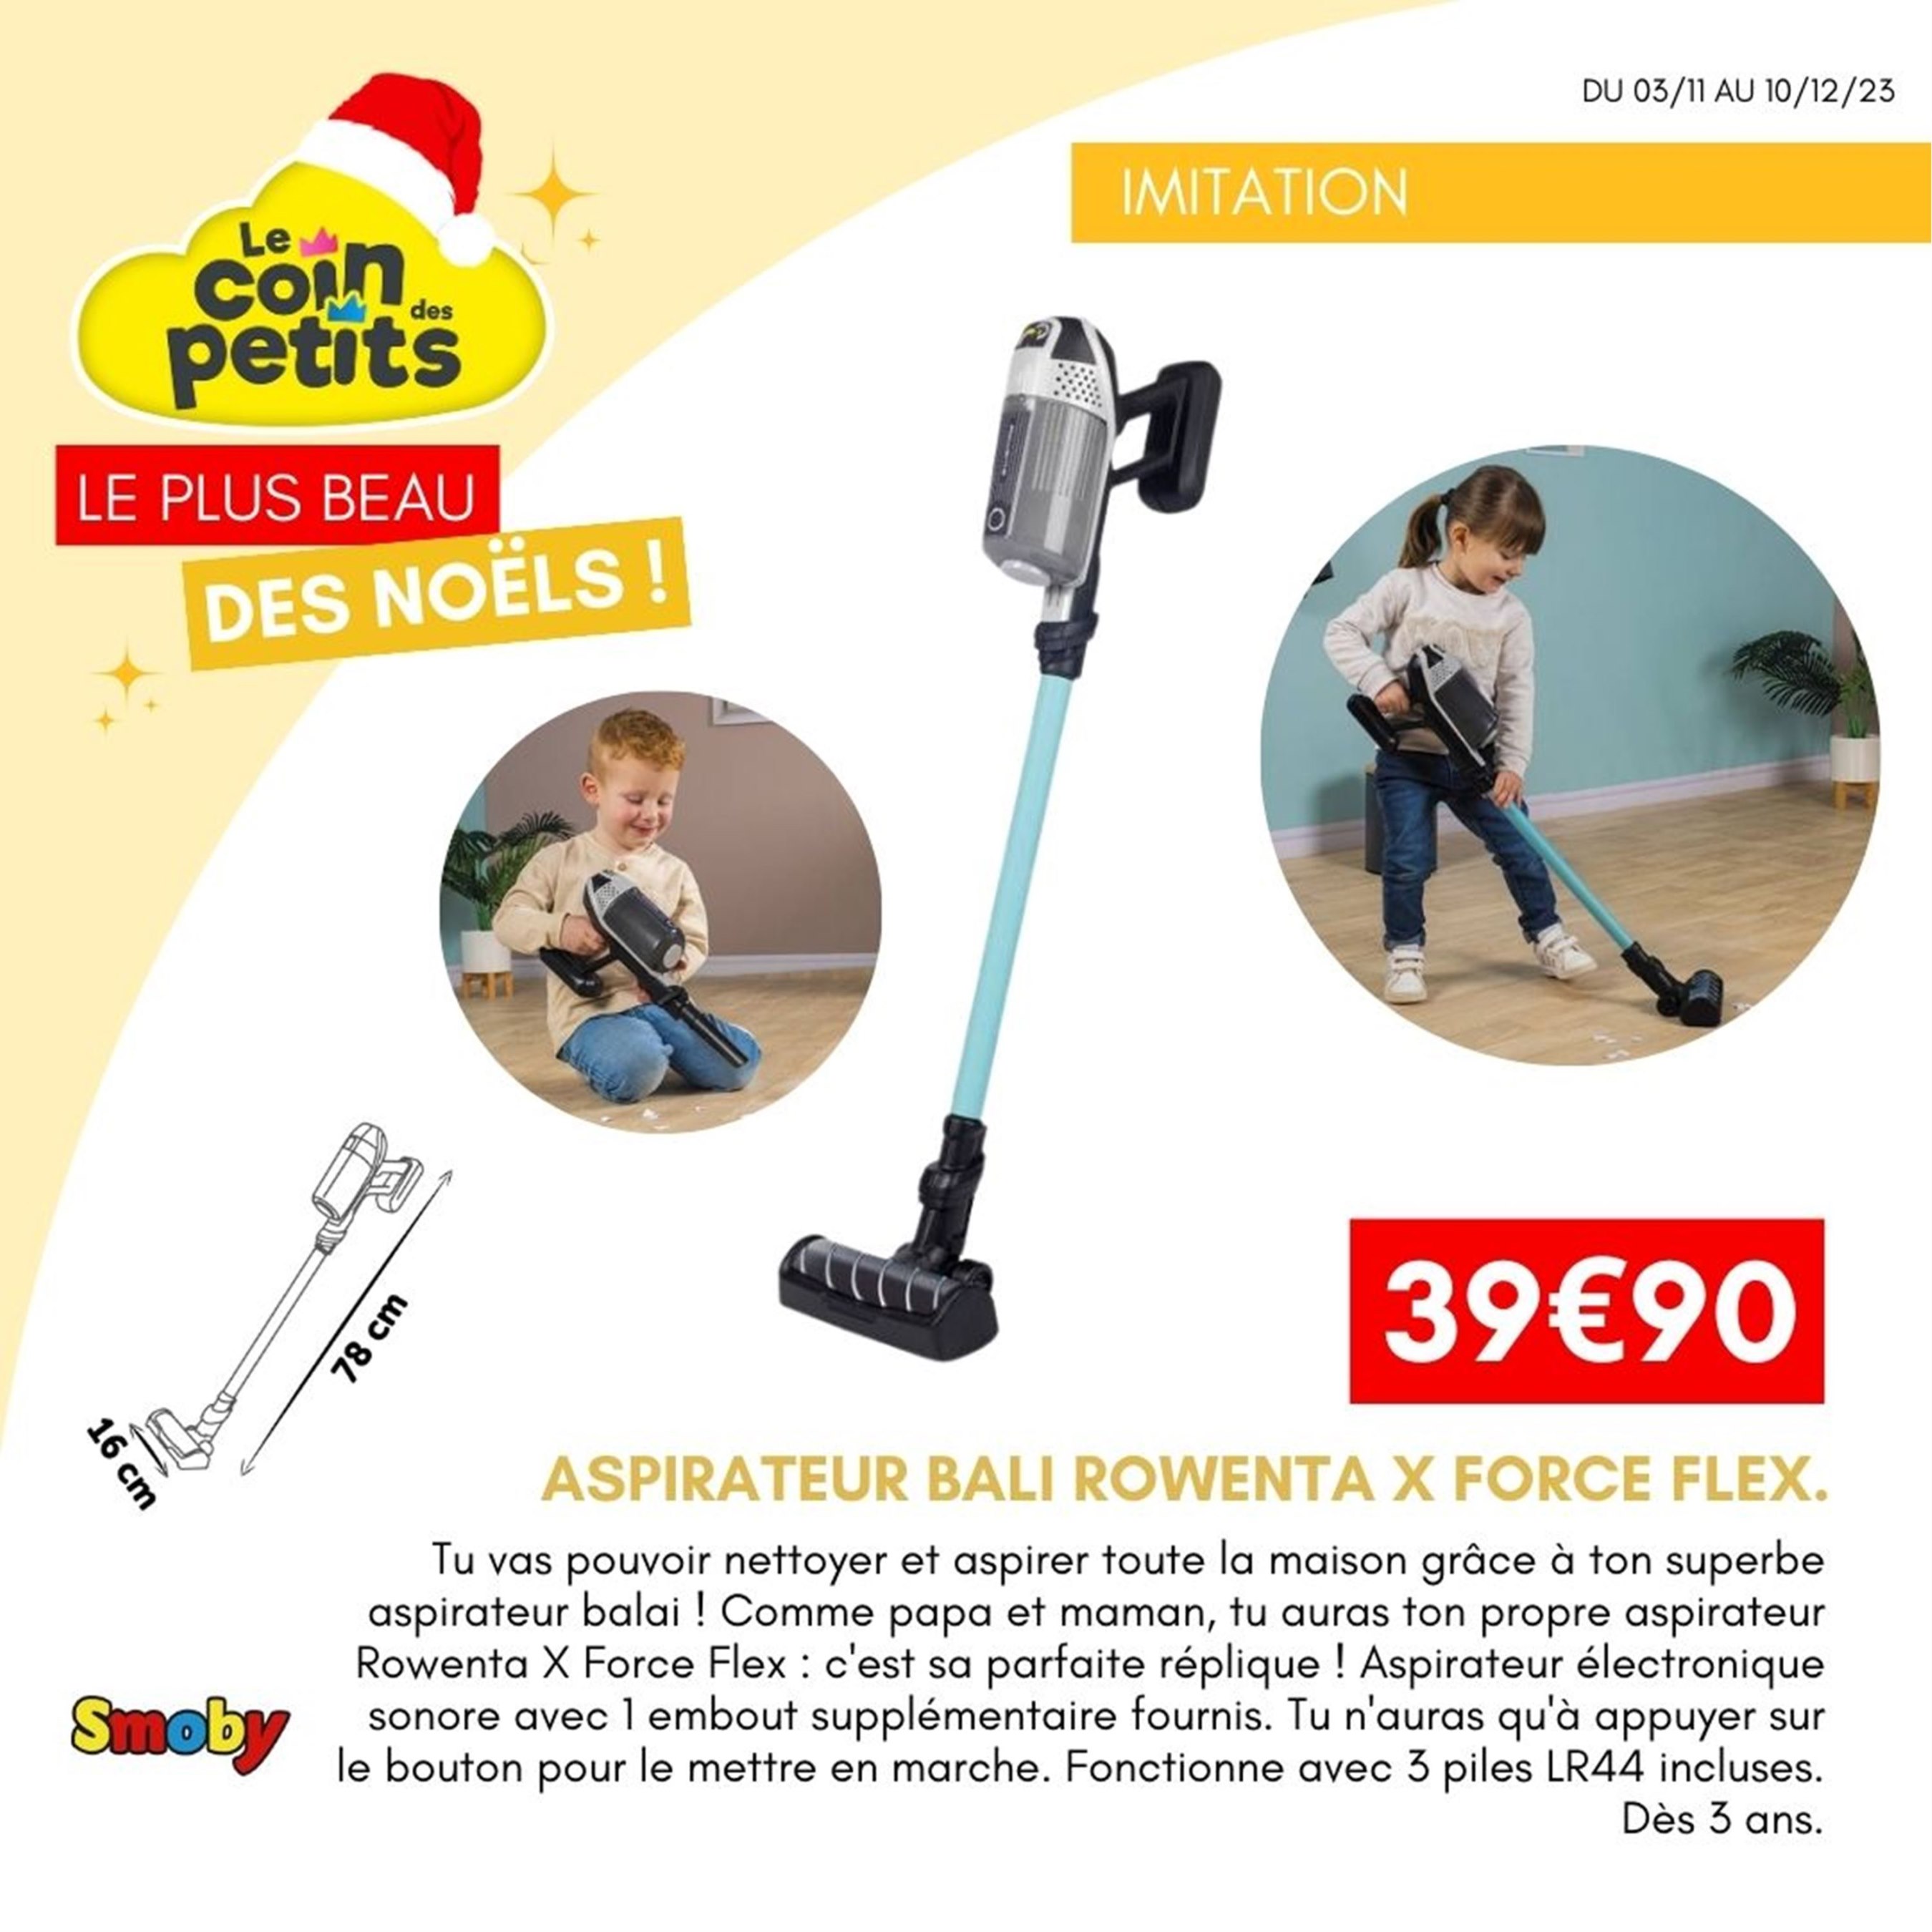 DU 03/11 AU 10/12/23
IMITATION
Le
coin
des
petits
LE PLUS BEAU
DES NOËLS !
78 cm
16 cm
39€90
ASPIRATEUR BALI ROWENTA X FORCE FLEX.
Tu vas pouvoir nettoyer et aspirer toute la maison grâce à ton superbe
aspirateur balai ! Comme papa et maman, tu auras ton propre aspirateur
Rowenta X Force Flex : c'est sa parfaite réplique ! Aspirateur électronique
sonore avec 1 embout supplémentaire fournis. Tu n'auras qu'à appuyer sur
le bouton pour le mettre en marche. Fonctionne avec 3 piles LR44 incluses.
Dès 3 ans.
Smoby